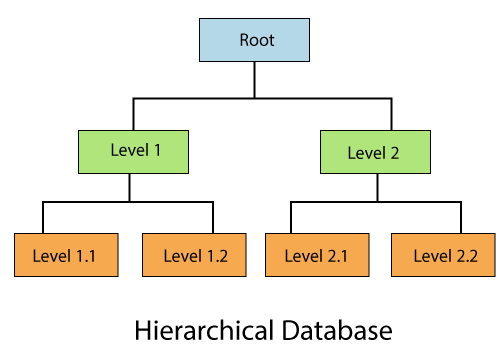 Root
Level 1
Level 2
Level 1.1
Level 1.2
Level 2.1
Level 2.2
Hierarchical Database